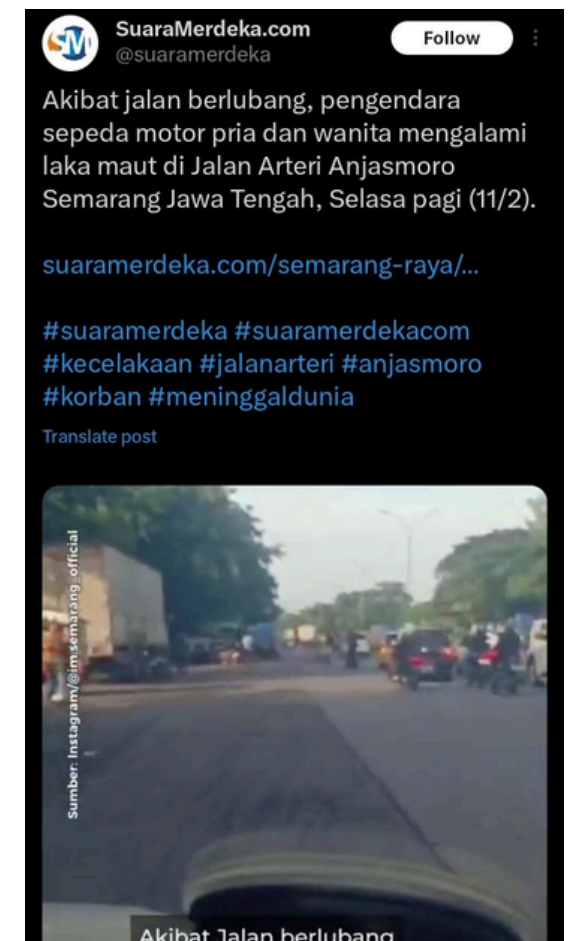 SM
SuaraMerdeka.com
@suaramerdeka
Follow
Akibat jalan berlubang, pengendara
sepeda motor pria dan wanita mengalami
laka maut di Jalan Arteri Anjasmoro
Semarang Jawa Tengah, Selasa pagi (11/2).
suaramerdeka.com/semarang-raya/...
#suaramerdeka #suaramerdekacom
#kecelakaan #jalanarteri #anjasmoro
#korban #meninggaldunia
Translate post
Sumber: Instagram/@im.semarang_official
Akibat Jalan berlubang